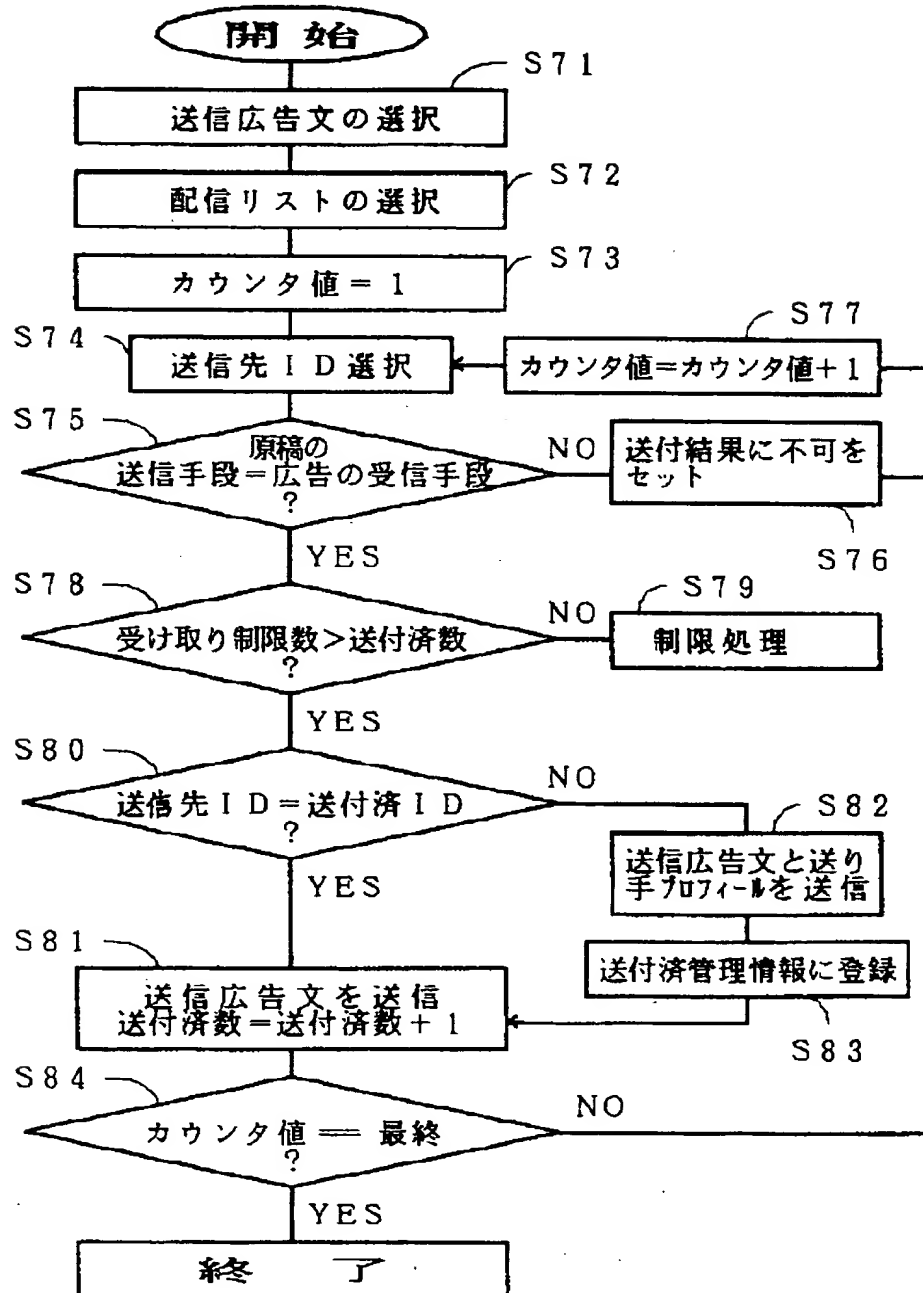 開始
S71
送信広告文の選択
S72
配信リストの選択
S73
カウンタ値＝1
S74
送信先ID選択
S77
カウンタ値＝カウンタ値＋1
S75
原稿の
送信手段＝広告の受信手段
?
NO
送付結果に不可を
セット
S76
YES
S78
受け取り制限数＞送付済数
?
NO
S79
制限処理
YES
S80
送信先ID＝送付済ID
?
NO
S82
送信広告文と送り
手プロフィールを送信
YES
S81
送信広告文を送信
送付済数＝送付済数＋1
送付済管理情報に登録
S83
S84
カウンタ値＝最終
?
NO
YES
終了